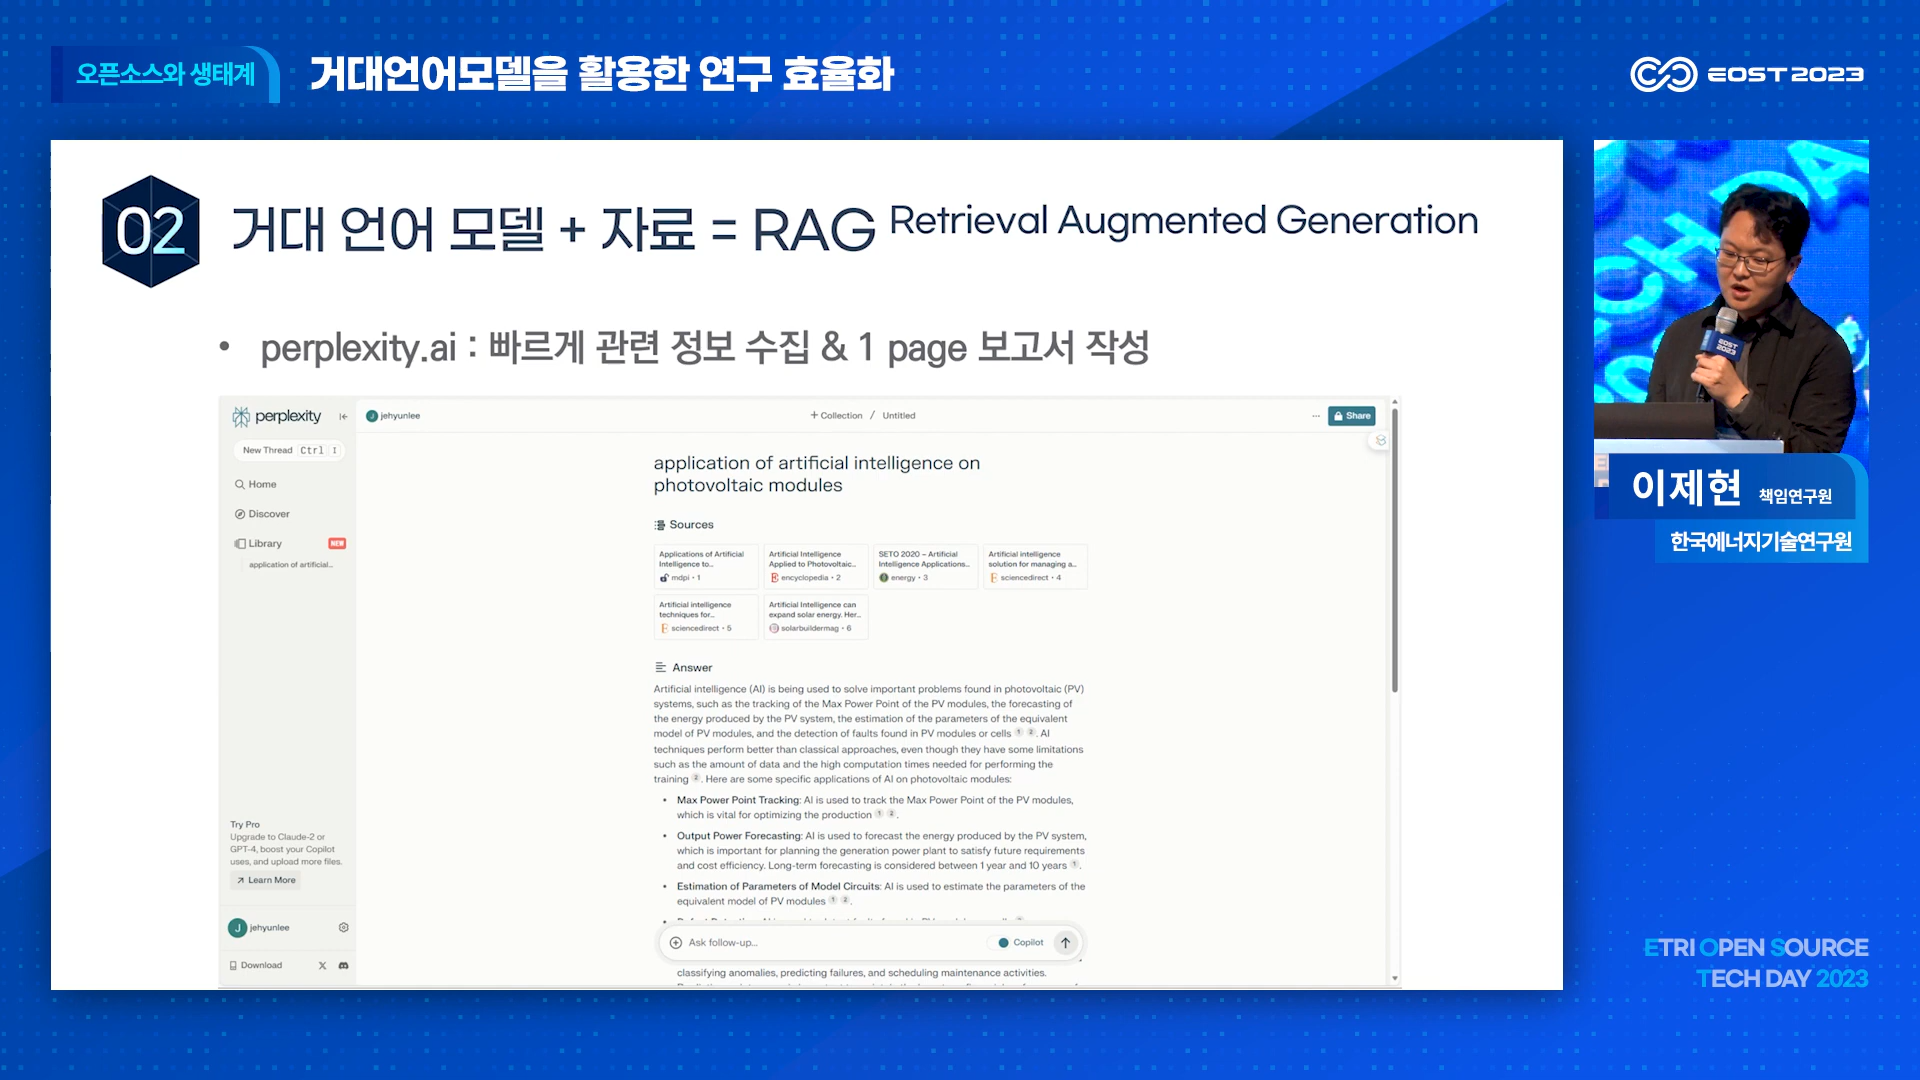 오픈소스와 생태계
거대언어모델을 활용한 연구 효율화
EOST 2023
02
거대 언어 모델 + 자료 = RAG Retrieval Augmented Generation
• perplexity.ai : 빠르게 관련 정보 수집 & 1 page 보고서 작성
perplexity
New Thread Ctrl I
Home
Discover
Library NEW
application of artificial...
Try Pro
Upgrade to Claude-2 or
GPT-4, boost your Copilot
uses, and upload more files.
Learn More
J jehyunlee
Download
J jehyunlee
+ Collection / Untitled
... Share
application of artificial intelligence on
photovoltaic modules
Sources
Applications of Artificial
Intelligence to...
mdpi • 1
Artificial Intelligence
Applied to Photovoltaic...
encyclopedia • 2
SETO 2020 – Artificial
Intelligence Applications...
energy • 3
Artificial intelligence
solution for managing a...
sciencedirect • 4
Artificial intelligence
techniques for...
sciencedirect • 5
Artificial Intelligence can
expand solar energy. Her...
solarbuildermag • 6
Answer
Artificial intelligence (AI) is being used to solve important problems found in photovoltaic (PV)
systems, such as the tracking of the Max Power Point of the PV modules, the forecasting of
the energy produced by the PV system, the estimation of the parameters of the equivalent
model of PV modules, and the detection of faults found in PV modules or cells 1 2. AI
techniques perform better than classical approaches, even though they have some limitations
such as the amount of data and the high computation times needed for performing the
training 2. Here are some specific applications of AI on photovoltaic modules:
• Max Power Point Tracking: AI is used to track the Max Power Point of the PV modules,
which is vital for optimizing the production 1 2.
• Output Power Forecasting: AI is used to forecast the energy produced by the PV system,
which is important for planning the generation power plant to satisfy future requirements
and cost efficiency. Long-term forecasting is considered between 1 year and 10 years 1.
• Estimation of Parameters of Model Circuits: AI is used to estimate the parameters of the
equivalent model of PV modules 1 2.
Ask follow-up...
Copilot
classifying anomalies, predicting failures, and scheduling maintenance activities.
EOST
2023
이제현 책임연구원
한국에너지기술연구원
ETRI OPEN SOURCE
TECH DAY 2023